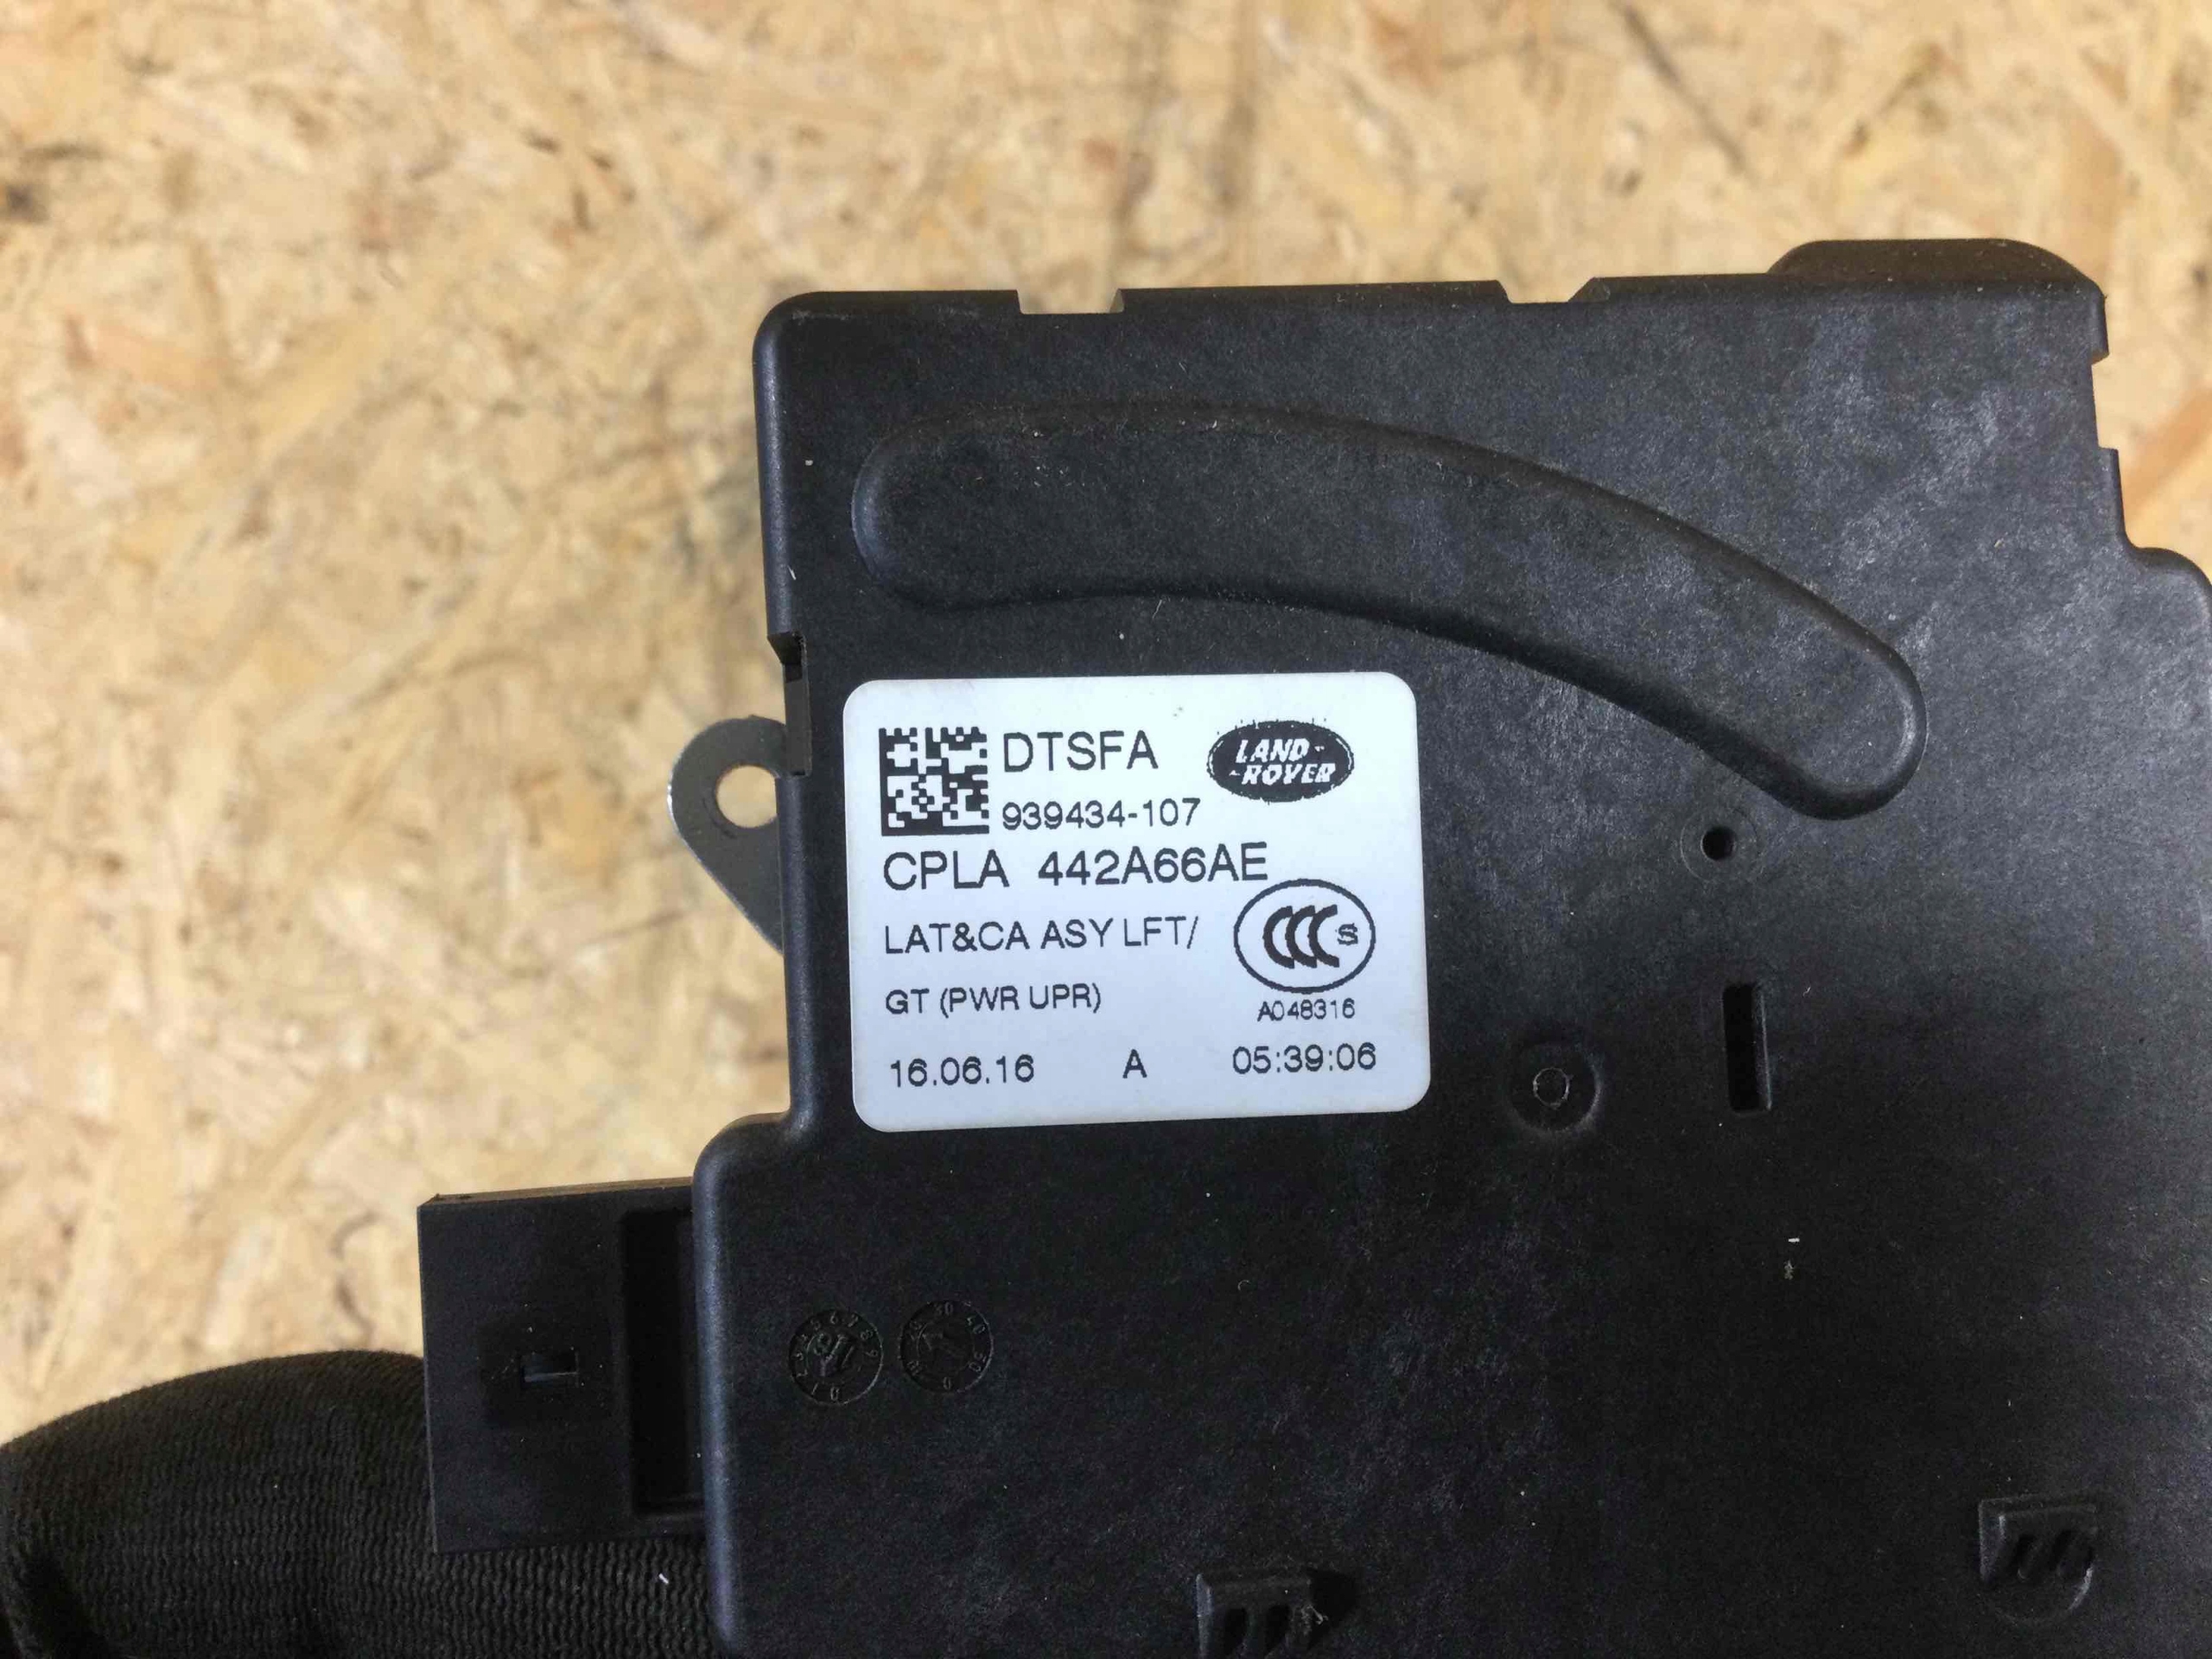 DTSFA
LAND-
-ROVER
939434-107
CPLA 442A66AE
LAT&CA ASY LFT/
CCC S
GT (PWR UPR)
A048316
16.06.16 A 05:39:06